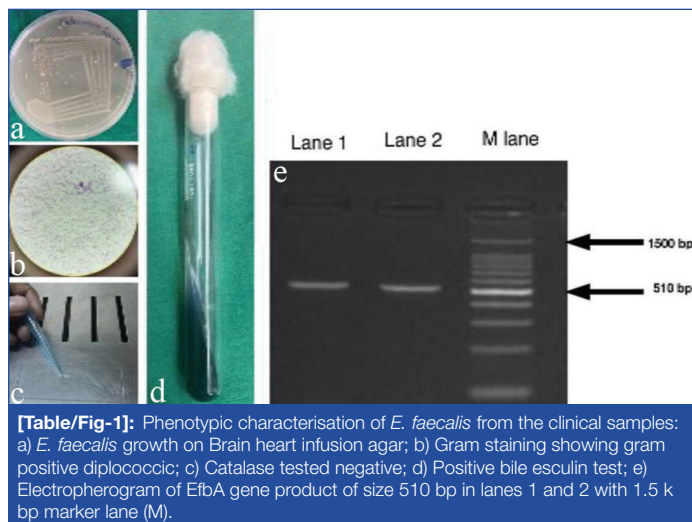 a
b
c
d
e
Lane 1 Lane 2 M lane
1500 bp
510 bp
[Table/Fig-1]: Phenotypic characterisation of E. faecalis from the clinical samples:
a) E. faecalis growth on Brain heart infusion agar; b) Gram staining showing gram
positive diplococcic; c) Catalase tested negative; d) Positive bile esculin test; e)
Electropherogram of EfbA gene product of size 510 bp in lanes 1 and 2 with 1.5 k
bp marker lane (M).